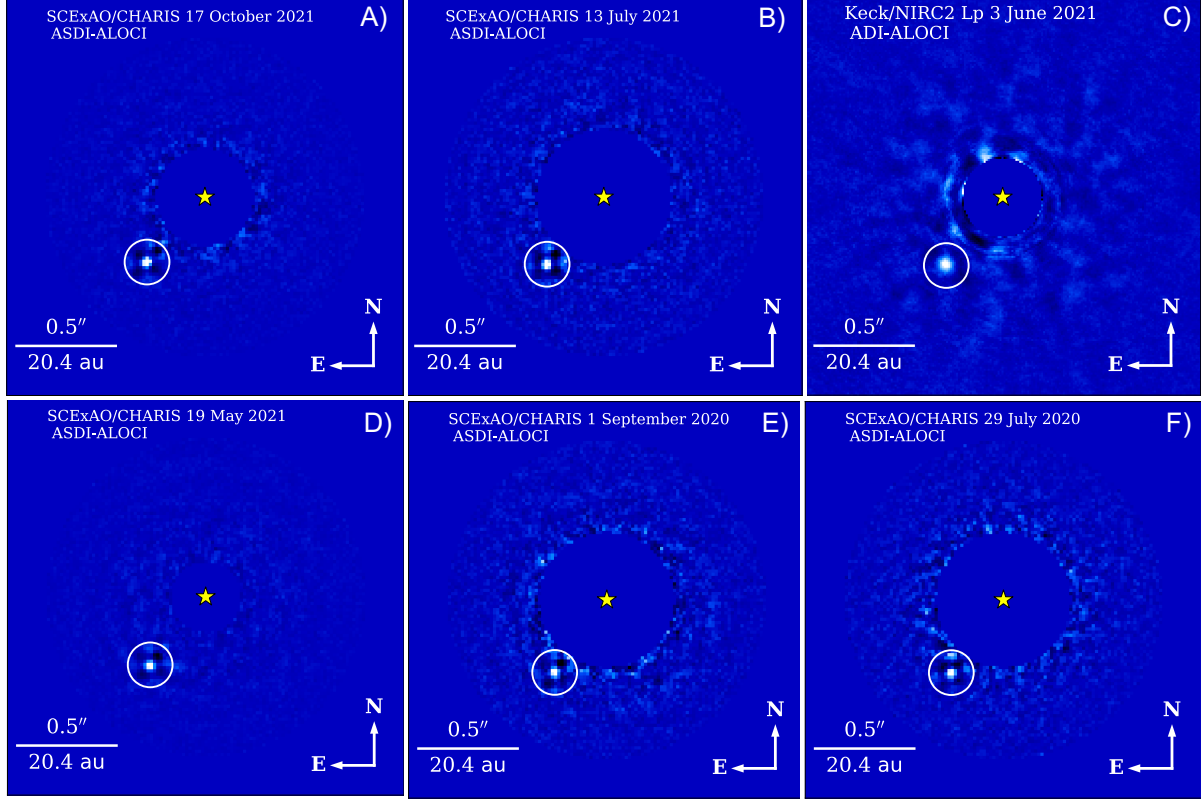 SCExAO/CHARIS 17 October 2021
ASDI-ALOCI
A)
0.5″
20.4 au
N
E
SCExAO/CHARIS 13 July 2021
ASDI-ALOCI
B)
0.5″
20.4 au
N
E
Keck/NIRC2 Lp 3 June 2021
ADI-ALOCI
C)
0.5″
20.4 au
N
E
SCExAO/CHARIS 19 May 2021
ASDI-ALOCI
D)
0.5″
20.4 au
N
E
SCExAO/CHARIS 1 September 2020
ASDI-ALOCI
E)
0.5″
20.4 au
N
E
SCExAO/CHARIS 29 July 2020
ASDI-ALOCI
F)
0.5″
20.4 au
N
E